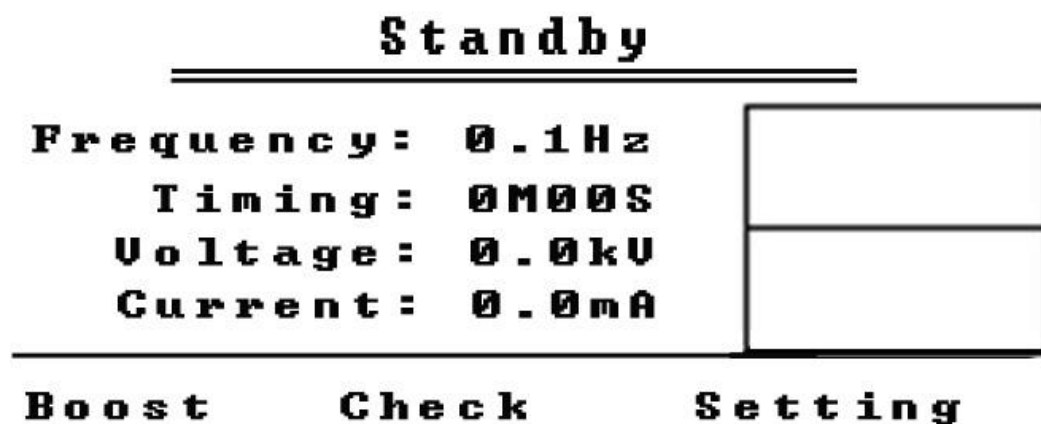 Standby
Frequency: 0.1Hz
Timing: 0M00S
Voltage: 0.0kV
Current: 0.0mA
Boost Check Setting